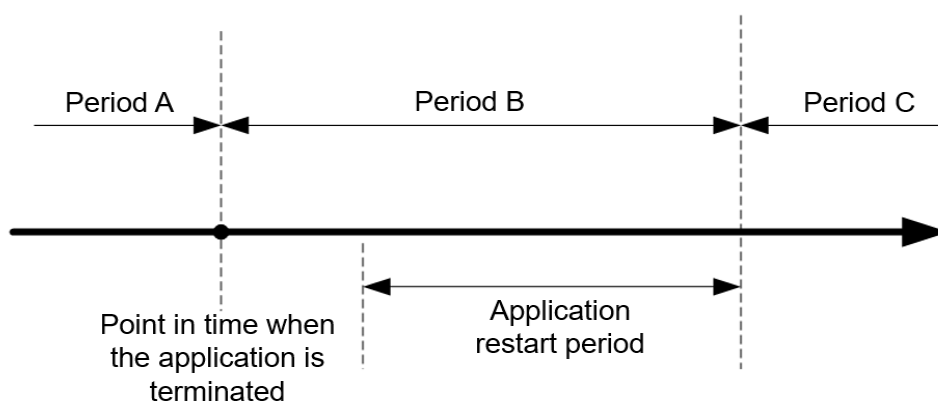 Period A
Period B
Period C
Point in time when
the application is
terminated
Application
restart period